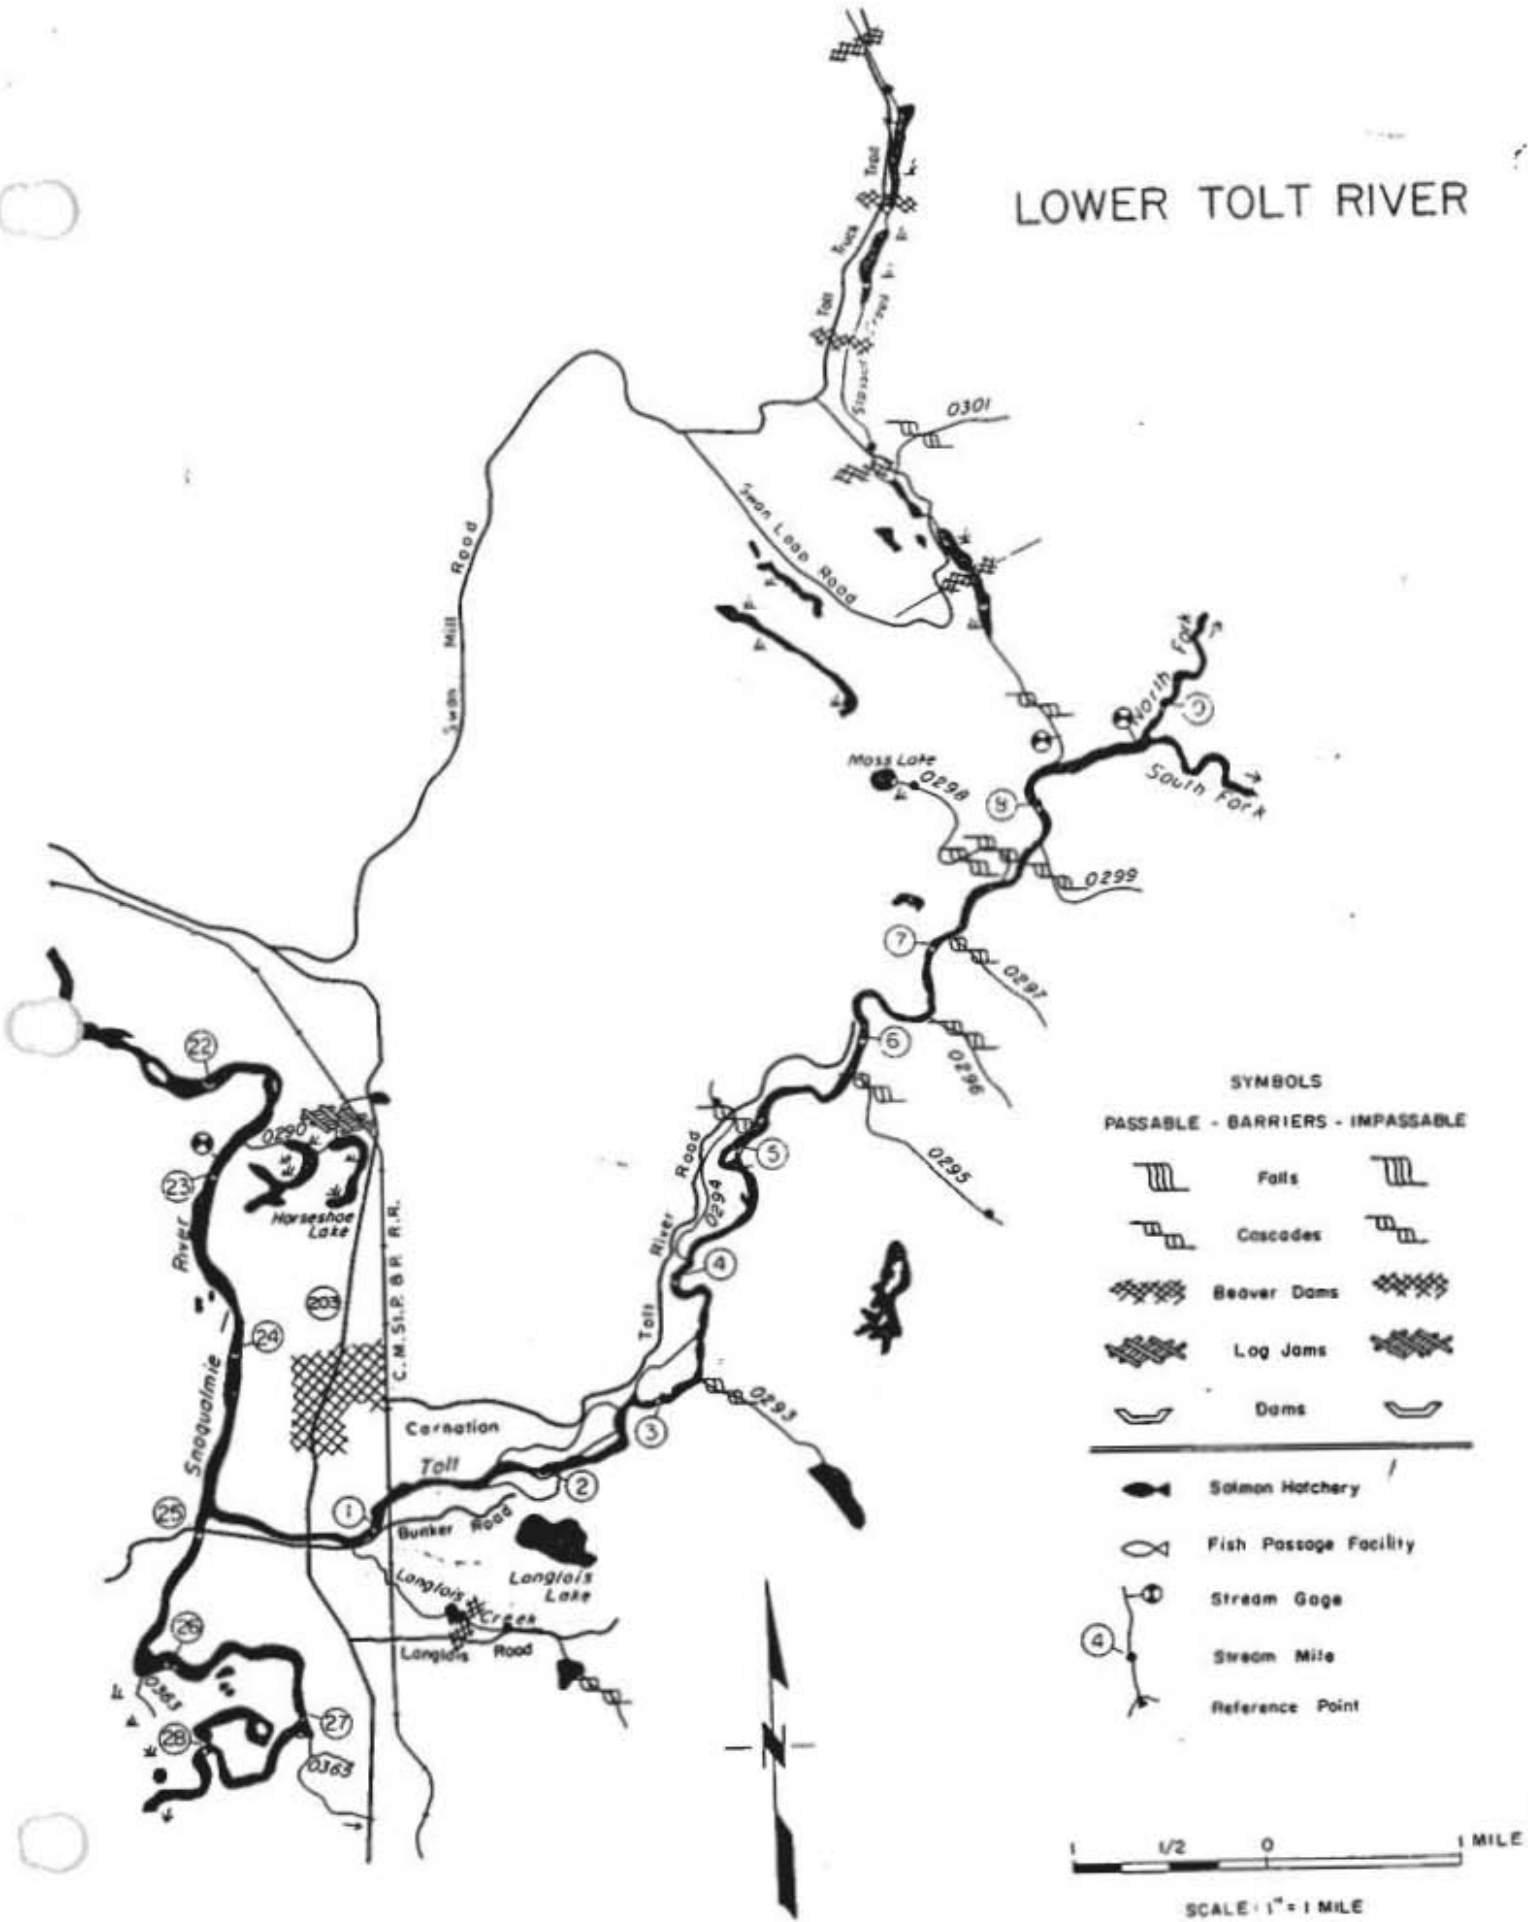 LOWER TOLT RIVER
Tolt Truck Trail
Stossel Creek
0301
Swan Loop Road
Swan Mill Road
North Fork
9
South Fork
Moss Lake
0298
8
0299
7
0297
6
0296
0295
5
Tolt River Road
0294
4
0293
3
2
1
22
0290
23
Horseshoe
Lake
River
203
C.M.St.P. & P. R.R.
24
Snoqualmie
Carnation
Tolt
25
Bunker Road
Langlois
Lake
Langlois Creek
Langlois Road
26
0363
27
28
0363
N
SYMBOLS
PASSABLE - BARRIERS - IMPASSABLE
Falls
Cascades
Beaver Dams
Log Jams
Dams
Salmon Hatchery
Fish Passage Facility
Stream Gage
4
Stream Mile
Reference Point
1 1/2 0 1 MILE
SCALE: 1" = 1 MILE